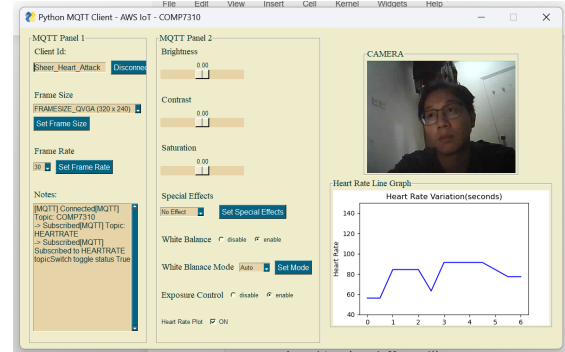 File Edit View Insert Cell Kernel Widgets Help
Python MQTT Client - AWS IoT - COMP7310
MQTT Panel 1
Client Id:
Sheer_Heart_Attack Disconnec
Frame Size
FRAMESIZE_QVGA (320 x 240)
Set Frame Size
Frame Rate
30 Set Frame Rate
Notes:
[MQTT] Connected[MQTT]
Topic: COMP7310
-> Subscribed[MQTT] Topic:
HEARTRATE
-> Subscribed[MQTT]
Subscribed to HEARTRATE
topicSwitch toggle status True
MQTT Panel 2
Brightness
0.00
Contrast
0.00
Saturation
0.00
Special Effects
No Effect Set Special Effects
White Balance disable enable
White Blanace Mode Auto Set Mode
Exposure Control disable enable
Heart Rate Plot ON
CAMERA
Heart Rate Line Graph
Heart Rate Variation(seconds)
Heart Rate
140
120
100
80
60
40
0 1 2 3 4 5 6